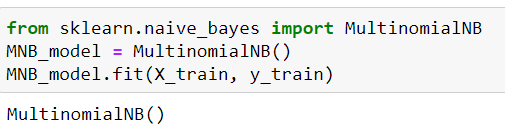 from sklearn.naive_bayes import MultinomialNB
MNB_model = MultinomialNB()
MNB_model.fit(X_train, y_train)
MultinomialNB()